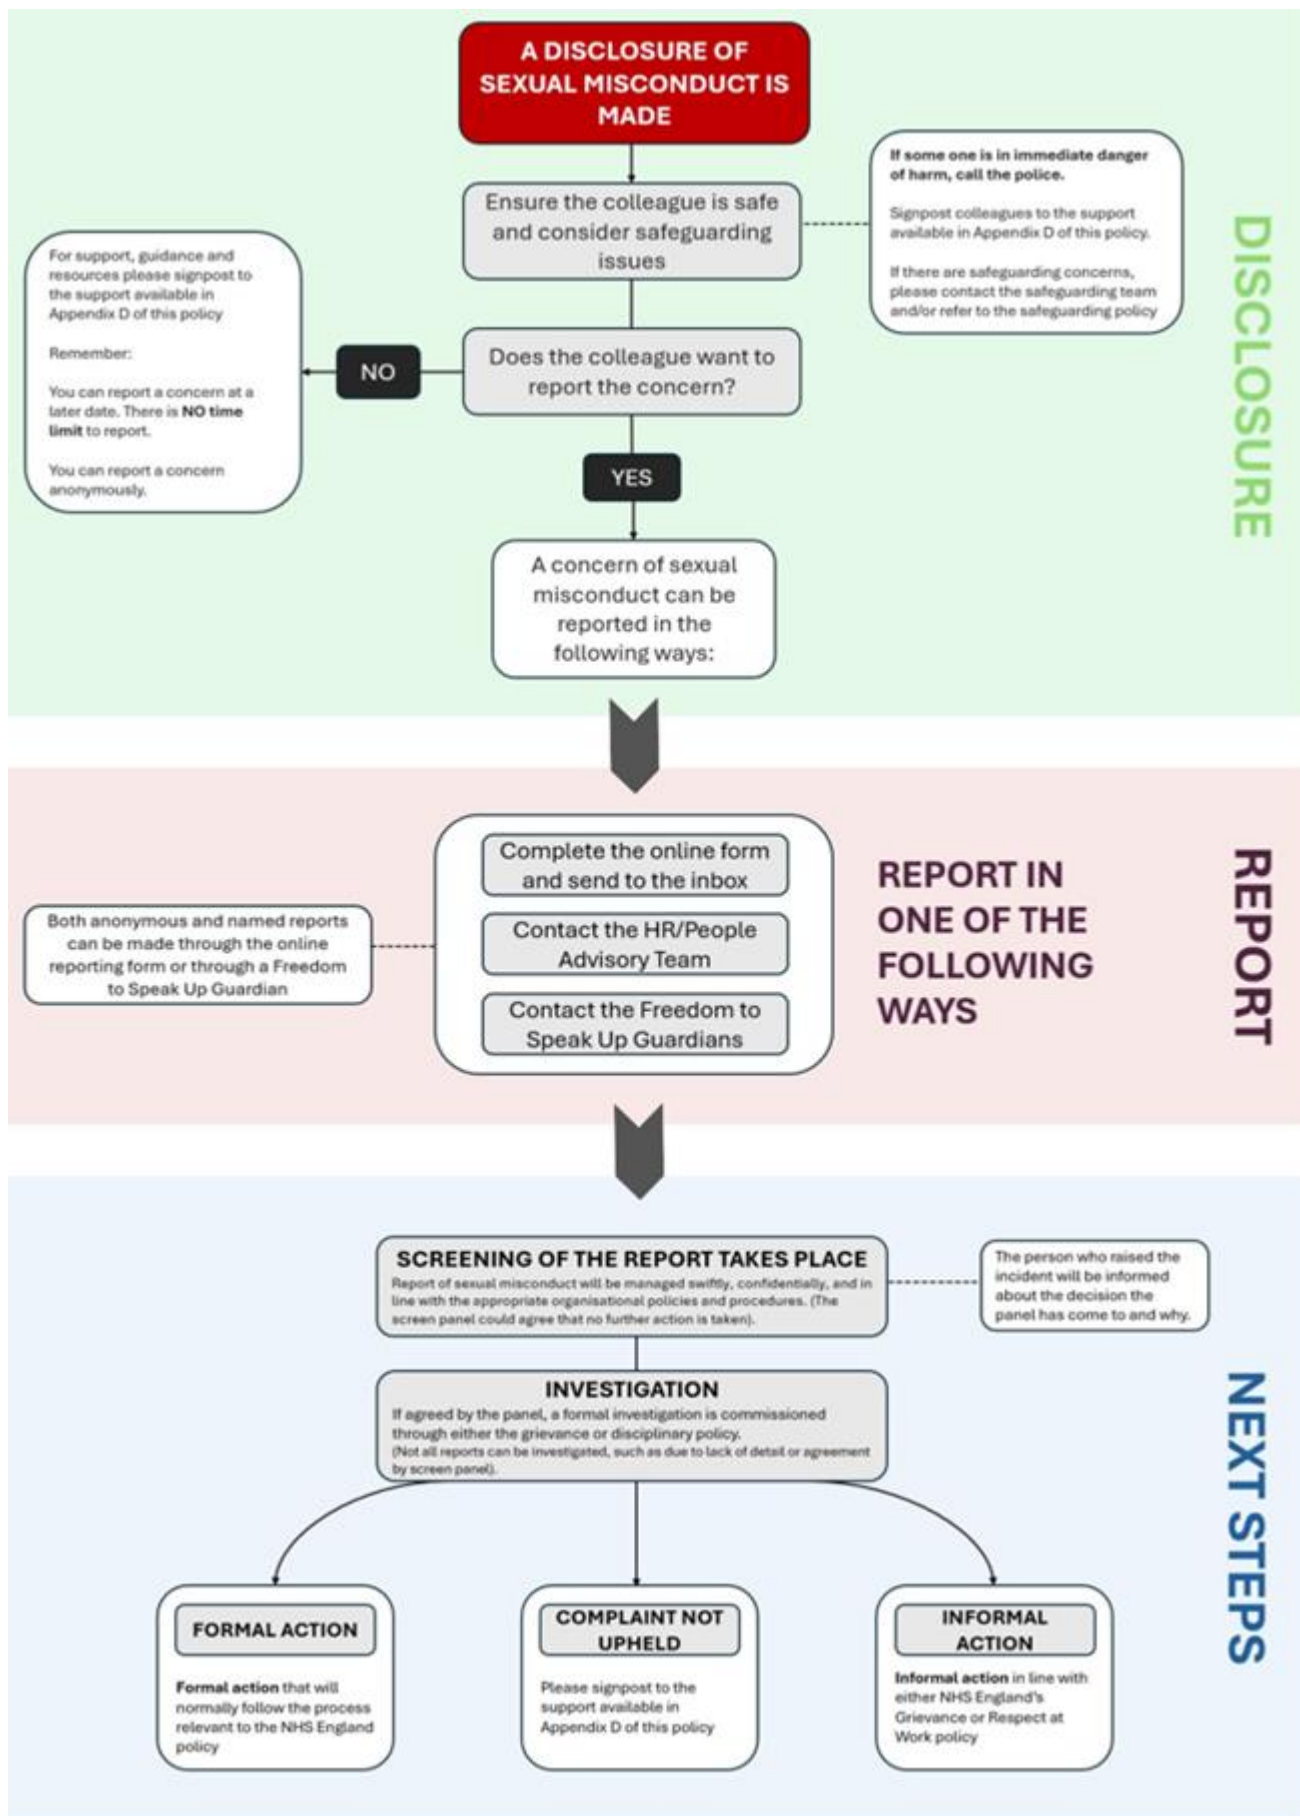 A DISCLOSURE OF
SEXUAL MISCONDUCT IS
MADE
Ensure the colleague is safe
and consider safeguarding
issues
If some one is in immediate danger
of harm, call the police.
Signpost colleagues to the support
available in Appendix D of this policy.
If there are safeguarding concerns,
please contact the safeguarding team
and/or refer to the safeguarding policy
DISCLOSURE
Does the colleague want to
report the concern?
NO
For support, guidance and
resources please signpost to
the support available in
Appendix D of this policy
Remember:
You can report a concern at a
later date. There is NO time
limit to report.
You can report a concern
anonymously.
YES
A concern of sexual
misconduct can be
reported in the
following ways:
Complete the online form
and send to the inbox
Contact the HR/People
Advisory Team
Contact the Freedom to
Speak Up Guardians
Both anonymous and named reports
can be made through the online
reporting form or through a Freedom
to Speak Up Guardian
REPORT IN
ONE OF THE
FOLLOWING
WAYS
REPORT
SCREENING OF THE REPORT TAKES PLACE
Report of sexual misconduct will be managed swiftly, confidentially, and in
line with the appropriate organisational policies and procedures. (The
screen panel could agree that no further action is taken).
The person who raised the
incident will be informed
about the decision the
panel has come to and why.
INVESTIGATION
If agreed by the panel, a formal investigation is commissioned
through either the grievance or disciplinary policy.
(Not all reports can be investigated, such as due to lack of detail or agreement
by screen panel).
NEXT STEPS
FORMAL ACTION
Formal action that will
normally follow the process
relevant to the NHS England
policy
COMPLAINT NOT
UPHELD
Please signpost to the
support available in
Appendix D of this policy
INFORMAL
ACTION
Informal action in line with
either NHS England's
Grievance or Respect at
Work policy